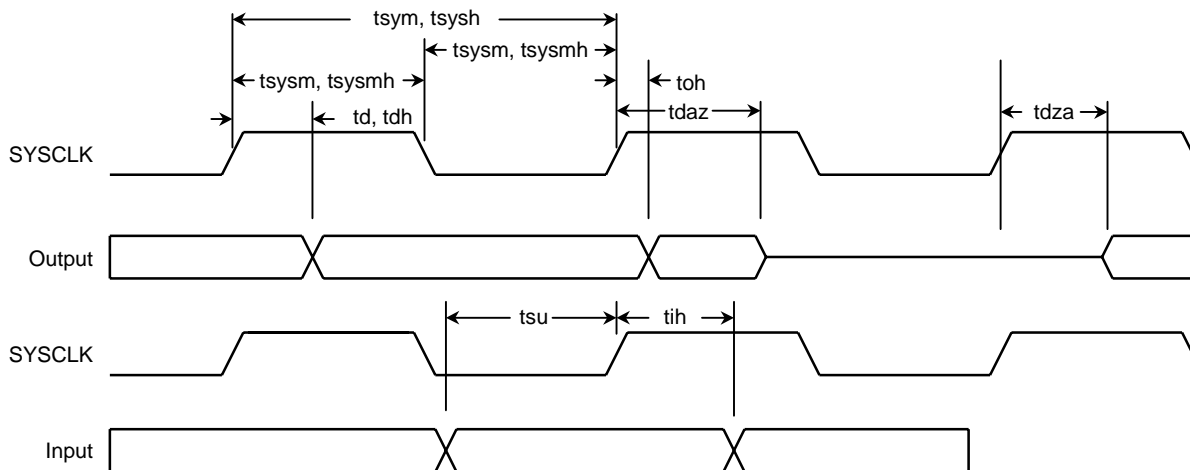 tsym, tsysh
tsysm, tsysmh
tsysm, tsysmh
toh
td, tdh
tdaz
tdza
SYSCLK
Output
tsu
tih
SYSCLK
Input